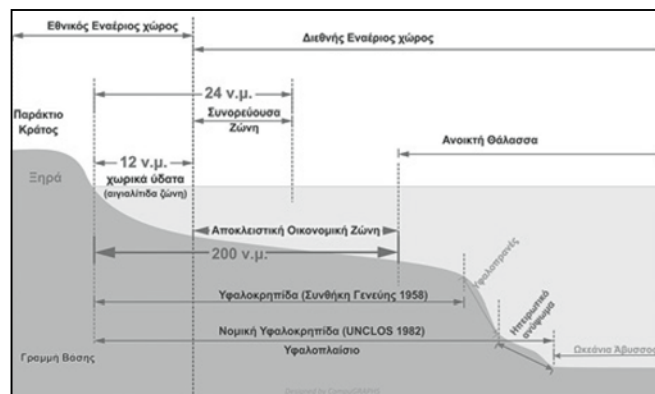 Εθνικός Εναέριος χώρος
Διεθνής Εναέριος χώρος
24 ν.μ.
Συνορεύουσα
Ζώνη
Παράκτιο
Κράτος
Ανοικτή Θάλασσα
12 ν.μ.
χωρικά ύδατα
(αιγιαλίτιδα ζώνη)
Ξηρά
Αποκλειστική Οικονομική Ζώνη
200 ν.μ.
Υφαλοπρανές
Υφαλοκρηπίδα (Συνθήκη Γενεύης 1958)
Ηπειρωτικό
ανύψωμα
Νομική Υφαλοκρηπίδα (UNCLOS 1982)
Υφαλοπλαίσιο
Γραμμή Βάσης
Ωκεάνια Άβυσσος
Designed by